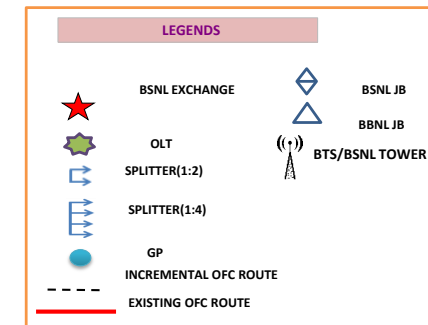 LEGENDS
BSNL EXCHANGE
BSNL JB
BBNL JB
OLT
BTS/BSNL TOWER
SPLITTER(1:2)
SPLITTER(1:4)
GP
INCREMENTAL OFC ROUTE
EXISTING OFC ROUTE